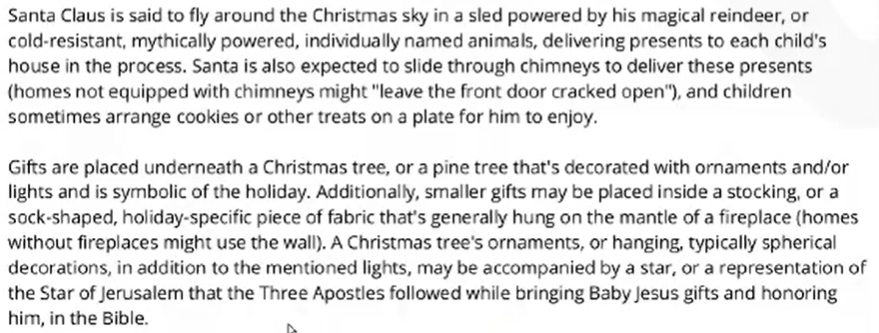 Santa Claus is said to fly around the Christmas sky in a sled powered by his magical reindeer, or
cold-resistant, mythically powered, individually named animals, delivering presents to each child's
house in the process. Santa is also expected to slide through chimneys to deliver these presents
(homes not equipped with chimneys might "leave the front door cracked open"), and children
sometimes arrange cookies or other treats on a plate for him to enjoy.
Gifts are placed underneath a Christmas tree, or a pine tree that's decorated with ornaments and/or
lights and is symbolic of the holiday. Additionally, smaller gifts may be placed inside a stocking, or a
sock-shaped, holiday-specific piece of fabric that's generally hung on the mantle of a fireplace (homes
without fireplaces might use the wall). A Christmas tree's ornaments, or hanging, typically spherical
decorations, in addition to the mentioned lights, may be accompanied by a star, or a representation of
the Star of Jerusalem that the Three Apostles followed while bringing Baby Jesus gifts and honoring
him, in the Bible.